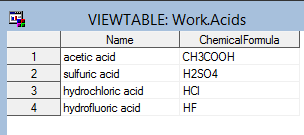 VIEWTABLE: Work.Acids
Name ChemicalFormula
1 acetic acid CH3COOH
2 sulfuric acid H2SO4
3 hydrochloric acid HCl
4 hydrofluoric acid HF